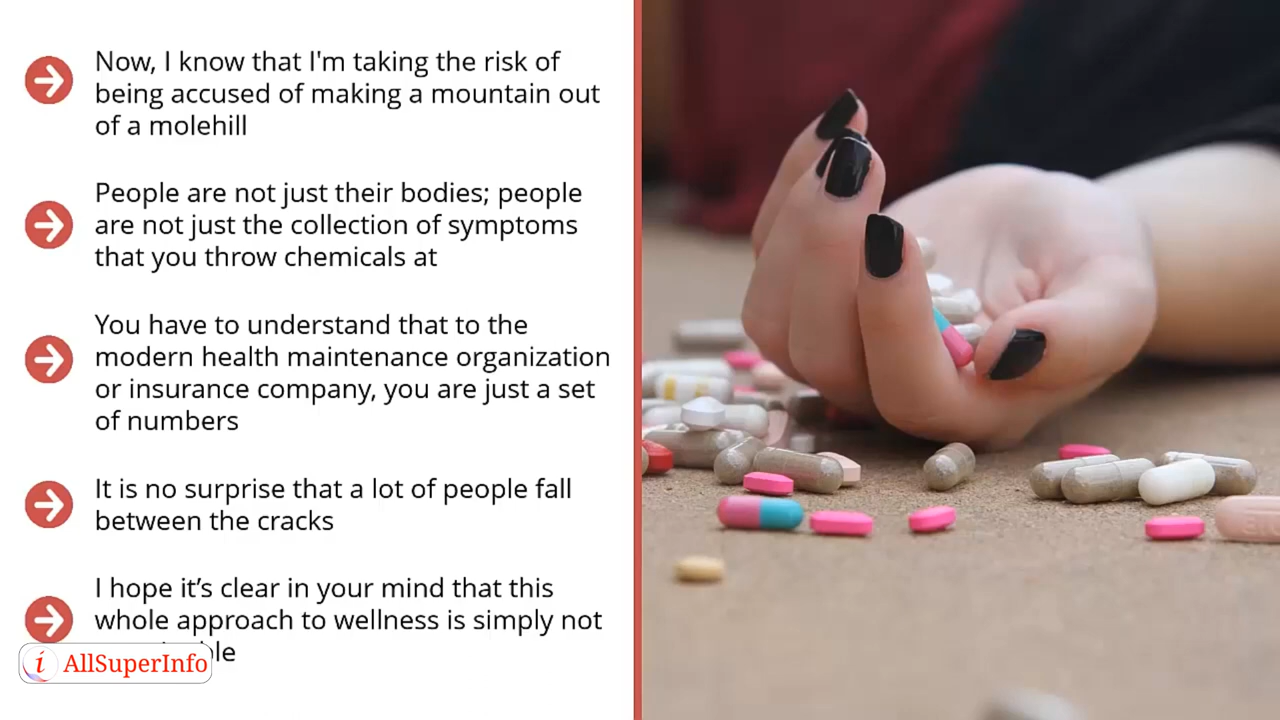 Now, I know that I'm taking the risk of
being accused of making a mountain out
of a molehill
People are not just their bodies; people
are not just the collection of symptoms
that you throw chemicals at
You have to understand that to the
modern health maintenance organization
or insurance company, you are just a set
of numbers
It is no surprise that a lot of people fall
between the cracks
I hope it’s clear in your mind that this
whole approach to wellness is simply not
i AllSuperInfo